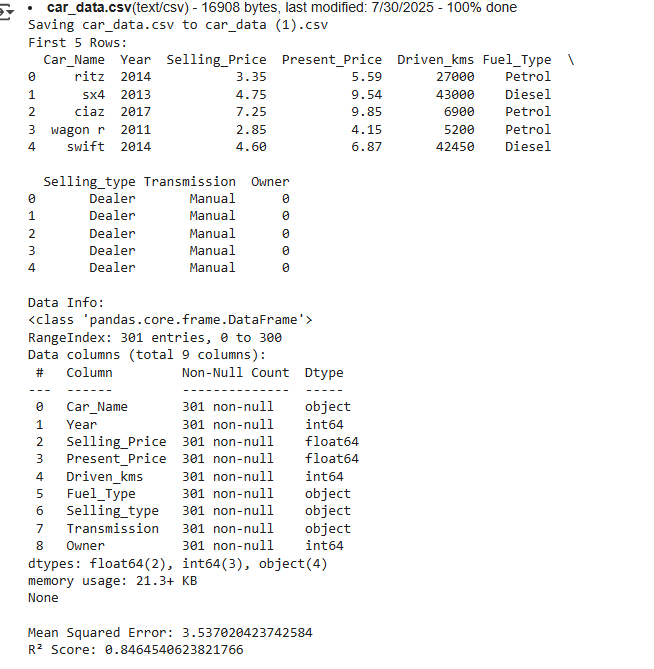 car_data.csv(text/csv) - 16908 bytes, last modified: 7/30/2025 - 100% done
Saving car_data.csv to car_data (1).csv
First 5 Rows:
  Car_Name  Year  Selling_Price  Present_Price  Driven_kms Fuel_Type  \
0     ritz  2014           3.35           5.59       27000    Petrol
1      sx4  2013           4.75           9.54       43000    Diesel
2     ciaz  2017           7.25           9.85        6900    Petrol
3  wagon r  2011           2.85           4.15        5200    Petrol
4    swift  2014           4.60           6.87       42450    Diesel
  Selling_type Transmission  Owner
0       Dealer       Manual      0
1       Dealer       Manual      0
2       Dealer       Manual      0
3       Dealer       Manual      0
4       Dealer       Manual      0
Data Info:
<class 'pandas.core.frame.DataFrame'>
RangeIndex: 301 entries, 0 to 300
Data columns (total 9 columns):
 #   Column         Non-Null Count  Dtype
---  ------         --------------  -----
 0   Car_Name       301 non-null    object
 1   Year           301 non-null    int64
 2   Selling_Price  301 non-null    float64
 3   Present_Price  301 non-null    float64
 4   Driven_kms     301 non-null    int64
 5   Fuel_Type      301 non-null    object
 6   Selling_type   301 non-null    object
 7   Transmission   301 non-null    object
 8   Owner          301 non-null    int64
dtypes: float64(2), int64(3), object(4)
memory usage: 21.3+ KB
None
Mean Squared Error: 3.537020423742584
R² Score: 0.8464540623821766